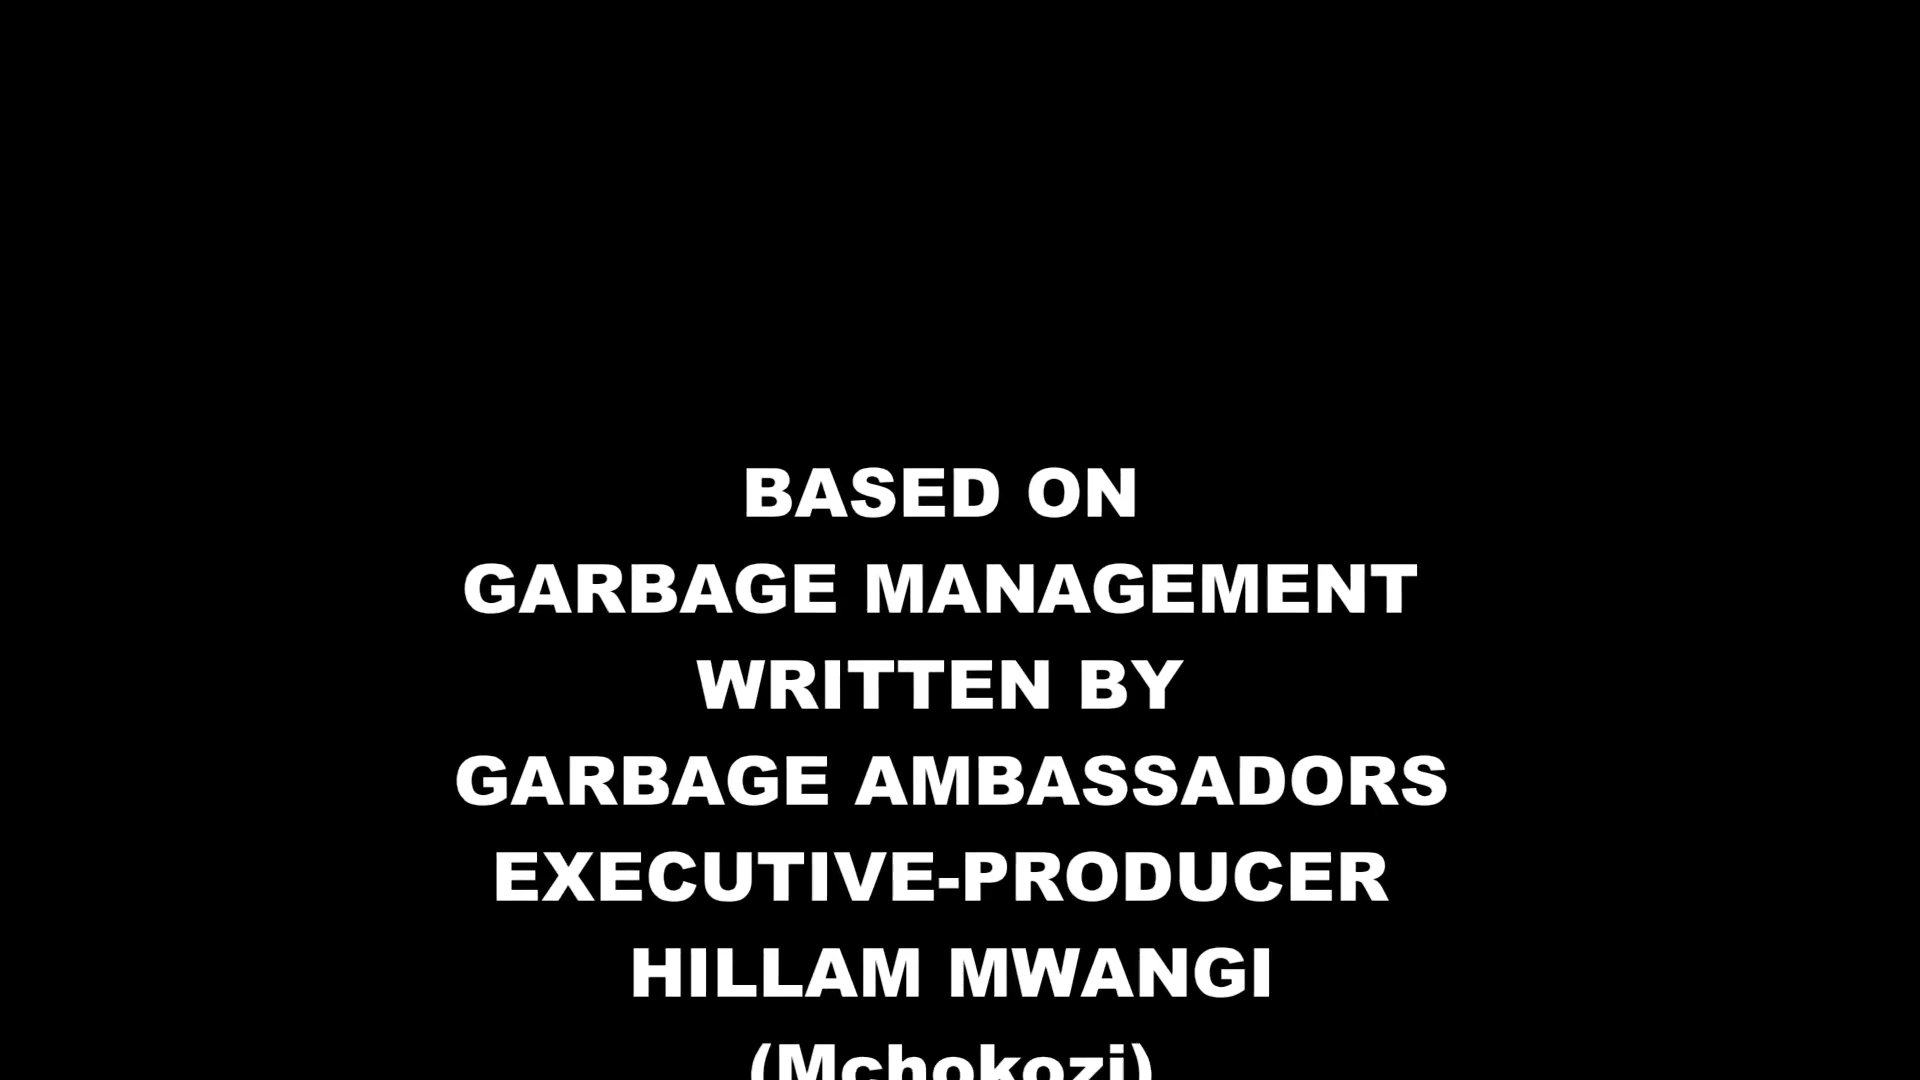 BASED ON
GARBAGE MANAGEMENT
WRITTEN BY
GARBAGE AMBASSADORS
EXECUTIVE-PRODUCER
HILLAM MWANGI
(Mchokozi)